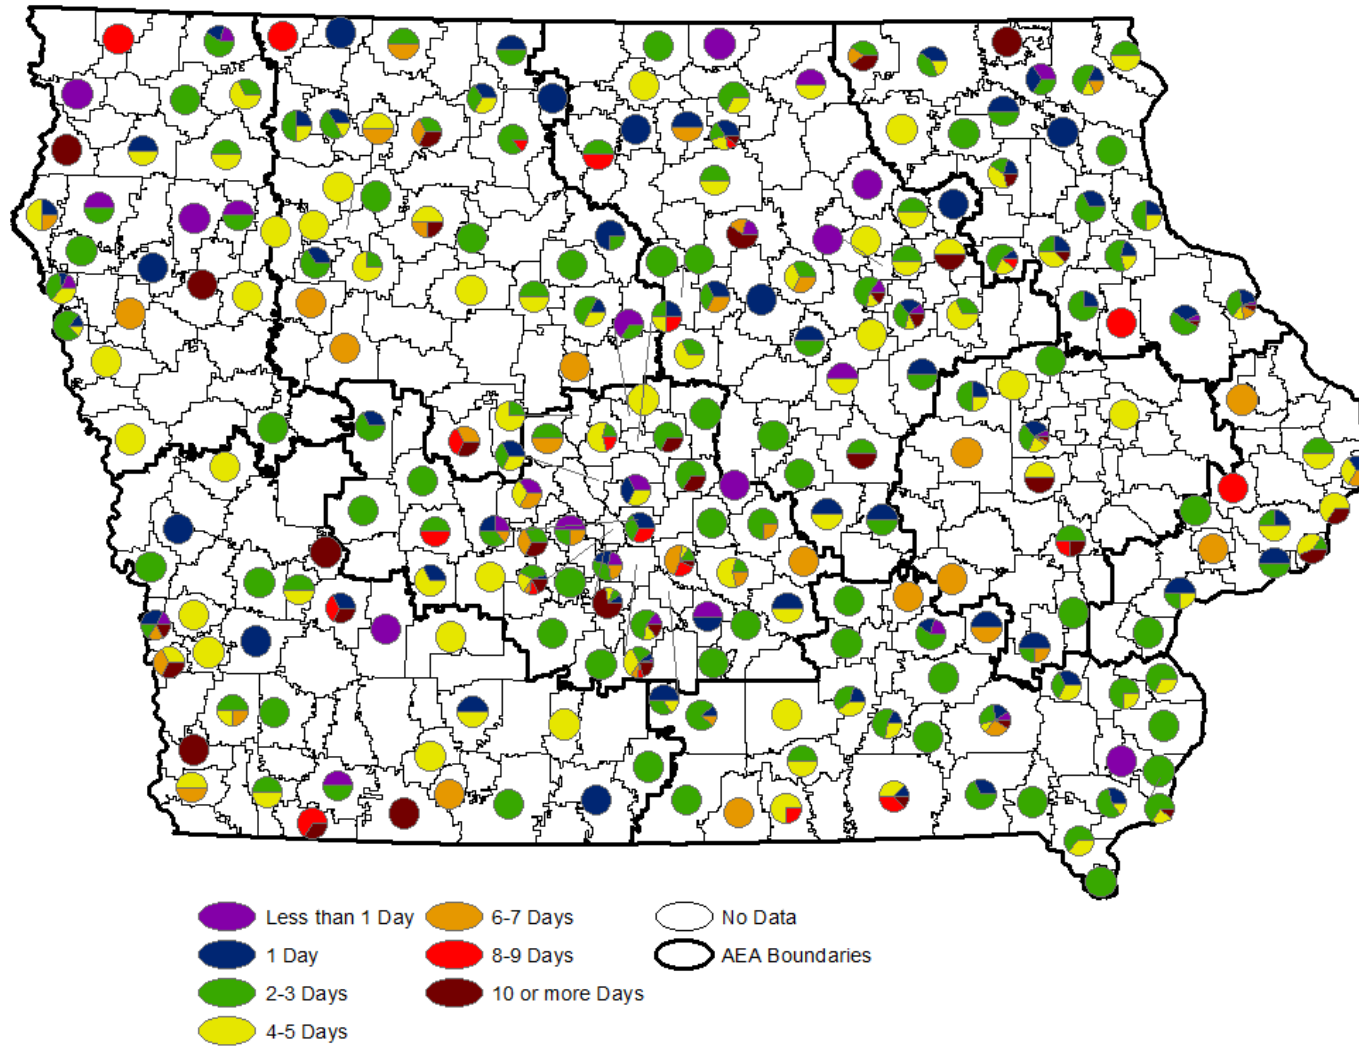 Less than 1 Day
1 Day
2-3 Days
4-5 Days
6-7 Days
8-9 Days
10 or more Days
No Data
AEA Boundaries